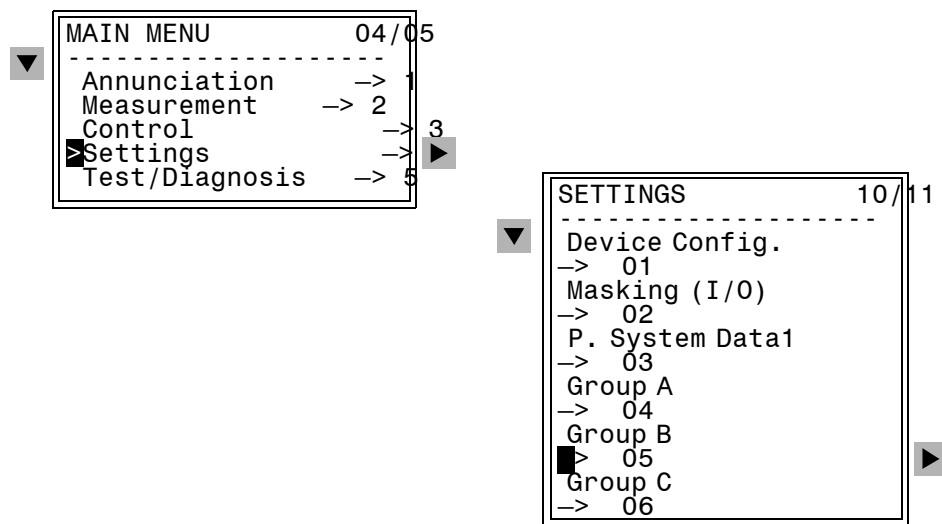 MAIN MENU 04/05
---------------------
Annunciation —> 1
Measurement —> 2
Control —> 3
>Settings —>
Test/Diagnosis —> 5
SETTINGS 10/11
---------------------
Device Config.
—> 01
Masking (I/O)
—> 02
P. System Data1
—> 03
Group A
—> 04
Group B
> 05
Group C
—> 06